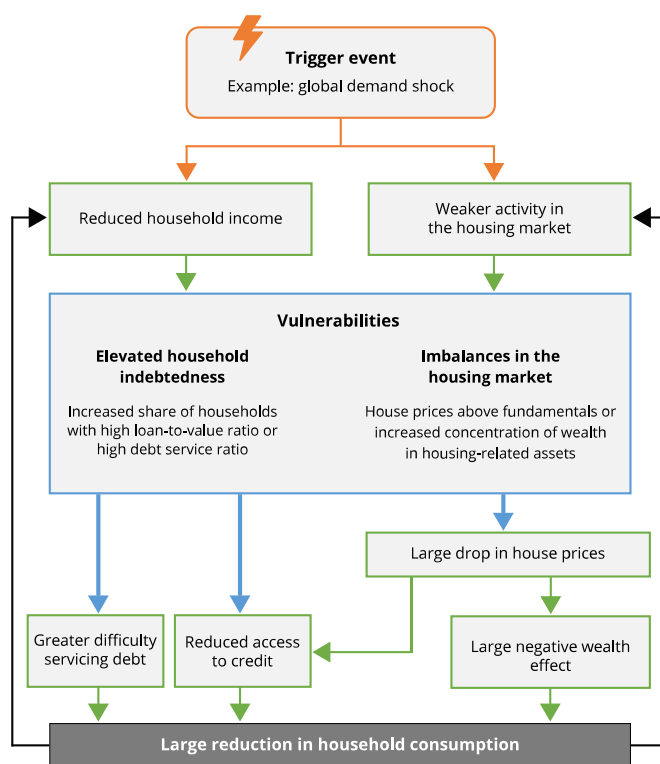 Trigger event
Example: global demand shock
Reduced household income
Weaker activity in
the housing market
Vulnerabilities
Elevated household
indebtedness
Increased share of households
with high loan-to-value ratio or
high debt service ratio
Imbalances in the
housing market
House prices above fundamentals or
increased concentration of wealth
in housing-related assets
Large drop in house prices
Greater difficulty
servicing debt
Reduced access
to credit
Large negative wealth
effect
Large reduction in household consumption